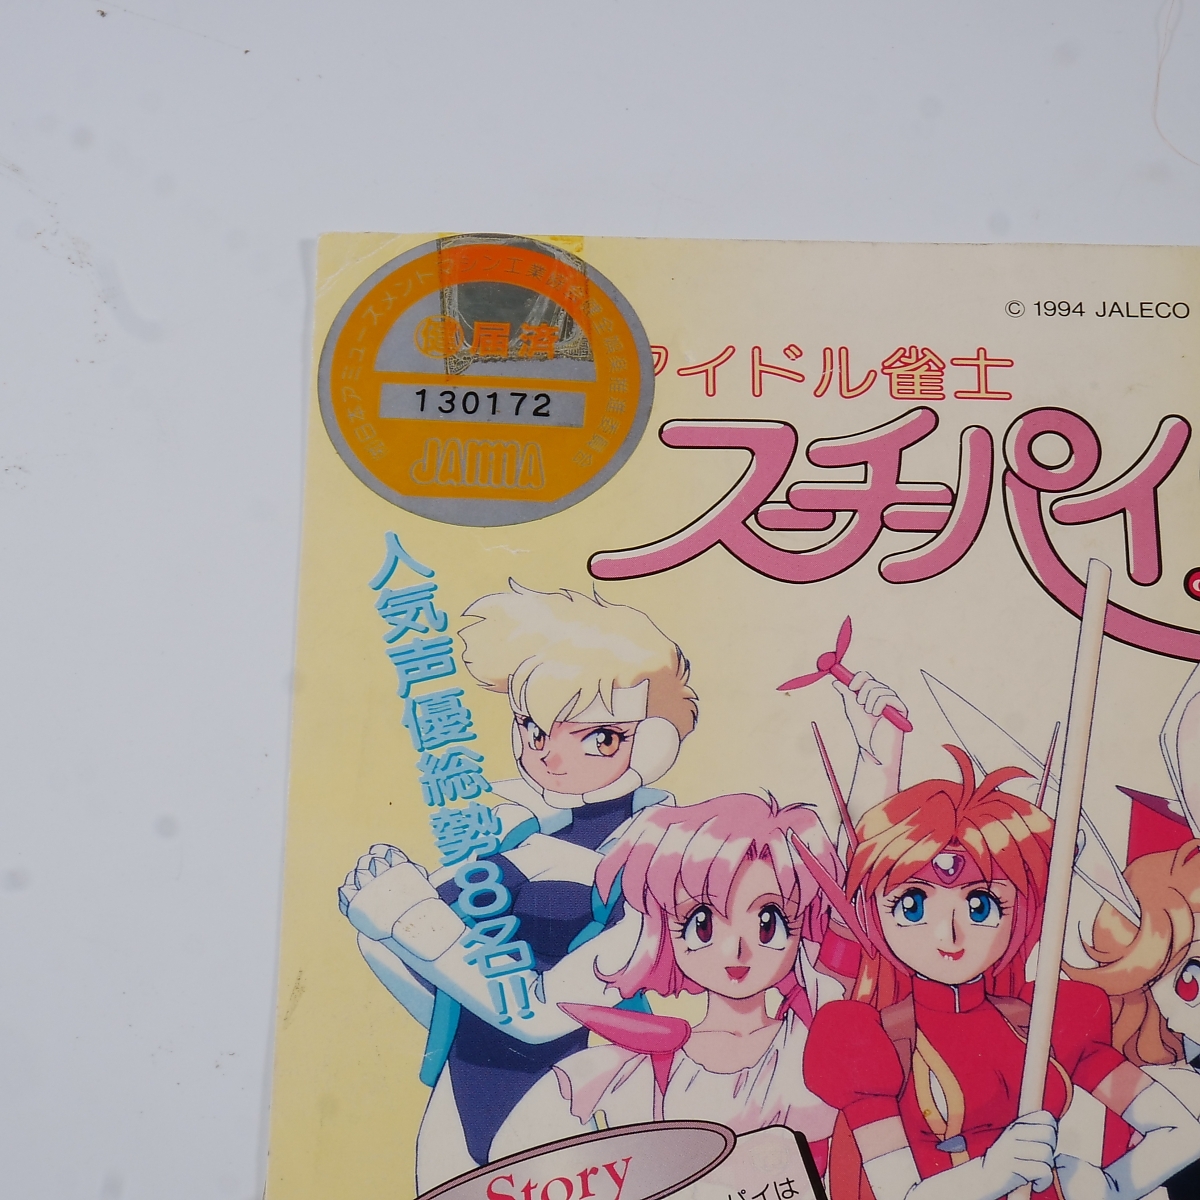 健 届済
130172
JAMMA
© 1994 JALECO
アイドル雀士
スーチーパイ
人気声優総勢8名!!
Story
パイは